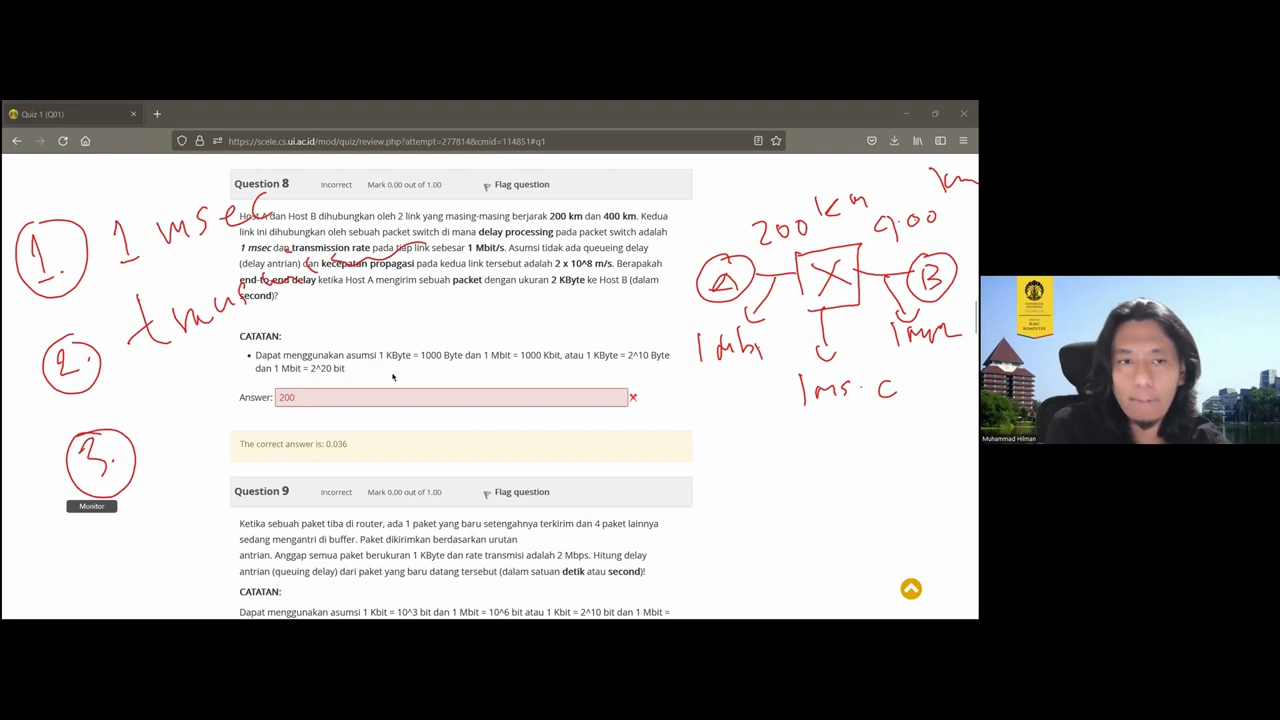 Quiz 1 (Q01)
https://scele.cs.ui.ac.id/mod/quiz/review.php?attempt=277814&cmid=114851#q1
Question 8
Incorrect
Mark 0.00 out of 1.00
Flag question
Host A dan Host B dihubungkan oleh 2 link yang masing-masing berjarak 200 km dan 400 km. Kedua
link ini dihubungkan oleh sebuah packet switch di mana delay processing pada packet switch adalah
1 msec dan transmission rate pada tiap link sebesar 1 Mbit/s. Asumsi tidak ada queueing delay
(delay antrian) dan kecepatan propagasi pada kedua link tersebut adalah 2 x 10^8 m/s. Berapakah
end-to-end delay ketika Host A mengirim sebuah packet dengan ukuran 2 KByte ke Host B (dalam
second)?
CATATAN:
• Dapat menggunakan asumsi 1 KByte = 1000 Byte dan 1 Mbit = 1000 Kbit, atau 1 KByte = 2^10 Byte
dan 1 Mbit = 2^20 bit
Answer: 200
The correct answer is: 0.036
Question 9
Incorrect
Mark 0.00 out of 1.00
Flag question
Ketika sebuah paket tiba di router, ada 1 paket yang baru setengahnya terkirim dan 4 paket lainnya
sedang mengantri di buffer. Paket dikirimkan berdasarkan urutan
antrian. Anggap semua paket berukuran 1 KByte dan rate transmisi adalah 2 Mbps. Hitung delay
antrian (queuing delay) dari paket yang baru datang tersebut (dalam satuan detik atau second)!
CATATAN:
Dapat menggunakan asumsi 1 Kbit = 10^3 bit dan 1 Mbit = 10^6 bit atau 1 Kbit = 2^10 bit dan 1 Mbit =
1. 1 msec
2.
3.
Monitor
km
200 km
A X B
1 Mbi
UNIVERSITAS
INDONESIA
FAKULTAS
ILMU
KOMPUTER
Muhammad Hilman